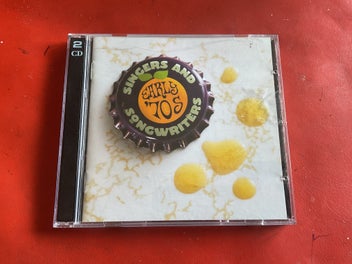 2
CD
SINGERS AND
SONGWRITERS
EARLY
'70s